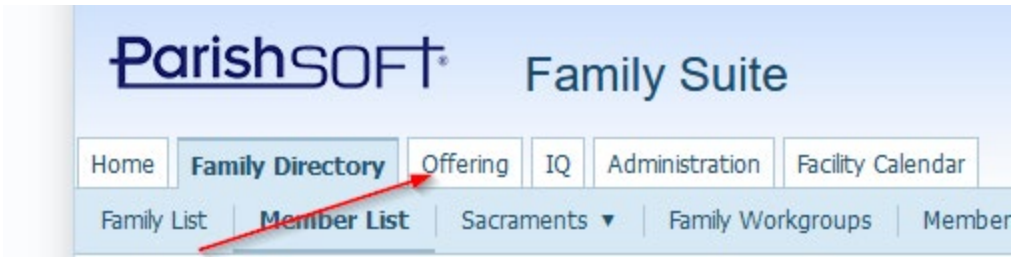 ParishSOFT® Family Suite
Home Family Directory Offering IQ Administration Facility Calendar
Family List Member List Sacraments ▼ Family Workgroups Member